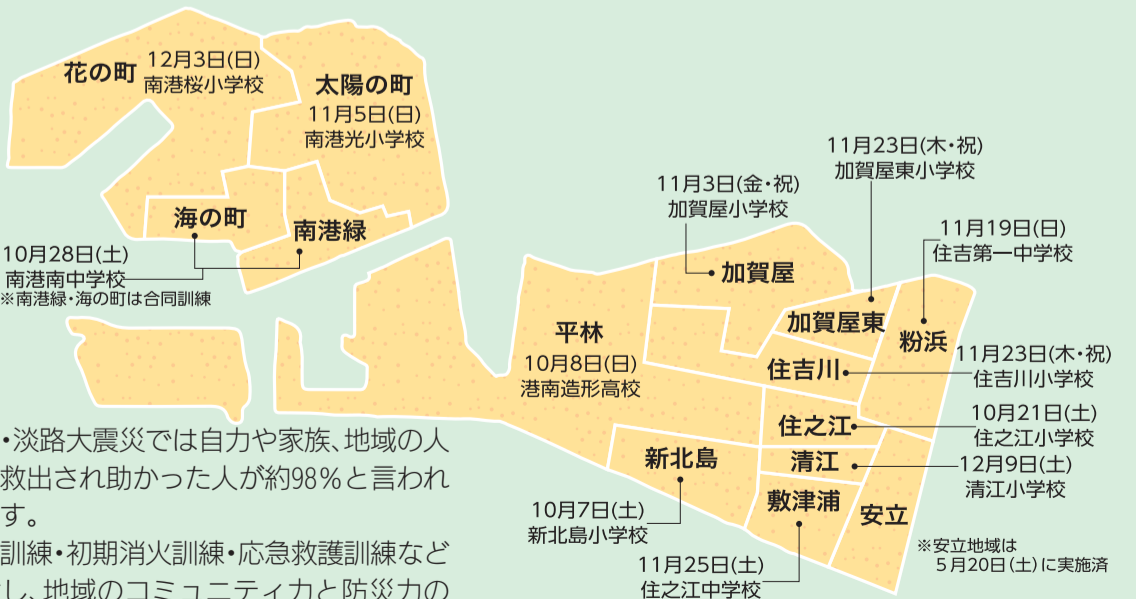 花の町
12月3日(日)
南港桜小学校
太陽の町
11月5日(日)
南港光小学校
海の町
南港緑
10月28日(土)
南港南中学校
※南港緑・海の町は合同訓練
11月3日(金・祝)
加賀屋小学校
加賀屋
11月23日(木・祝)
加賀屋東小学校
加賀屋東
11月19日(日)
住吉第一中学校
粉浜
平林
10月8日(日)
港南造形高校
住吉川
11月23日(木・祝)
住吉川小学校
住之江
10月21日(土)
住之江小学校
清江
12月9日(土)
清江小学校
新北島
10月7日(土)
新北島小学校
敷津浦
11月25日(土)
住之江中学校
安立
※安立地域は
5月20日(土)に実施済
・淡路大震災では自力や家族、地域の人
救出され助かった人が約98%と言われ
す。
訓練・初期消火訓練・応急救護訓練など
し、地域のコミュニティ力と防災力の